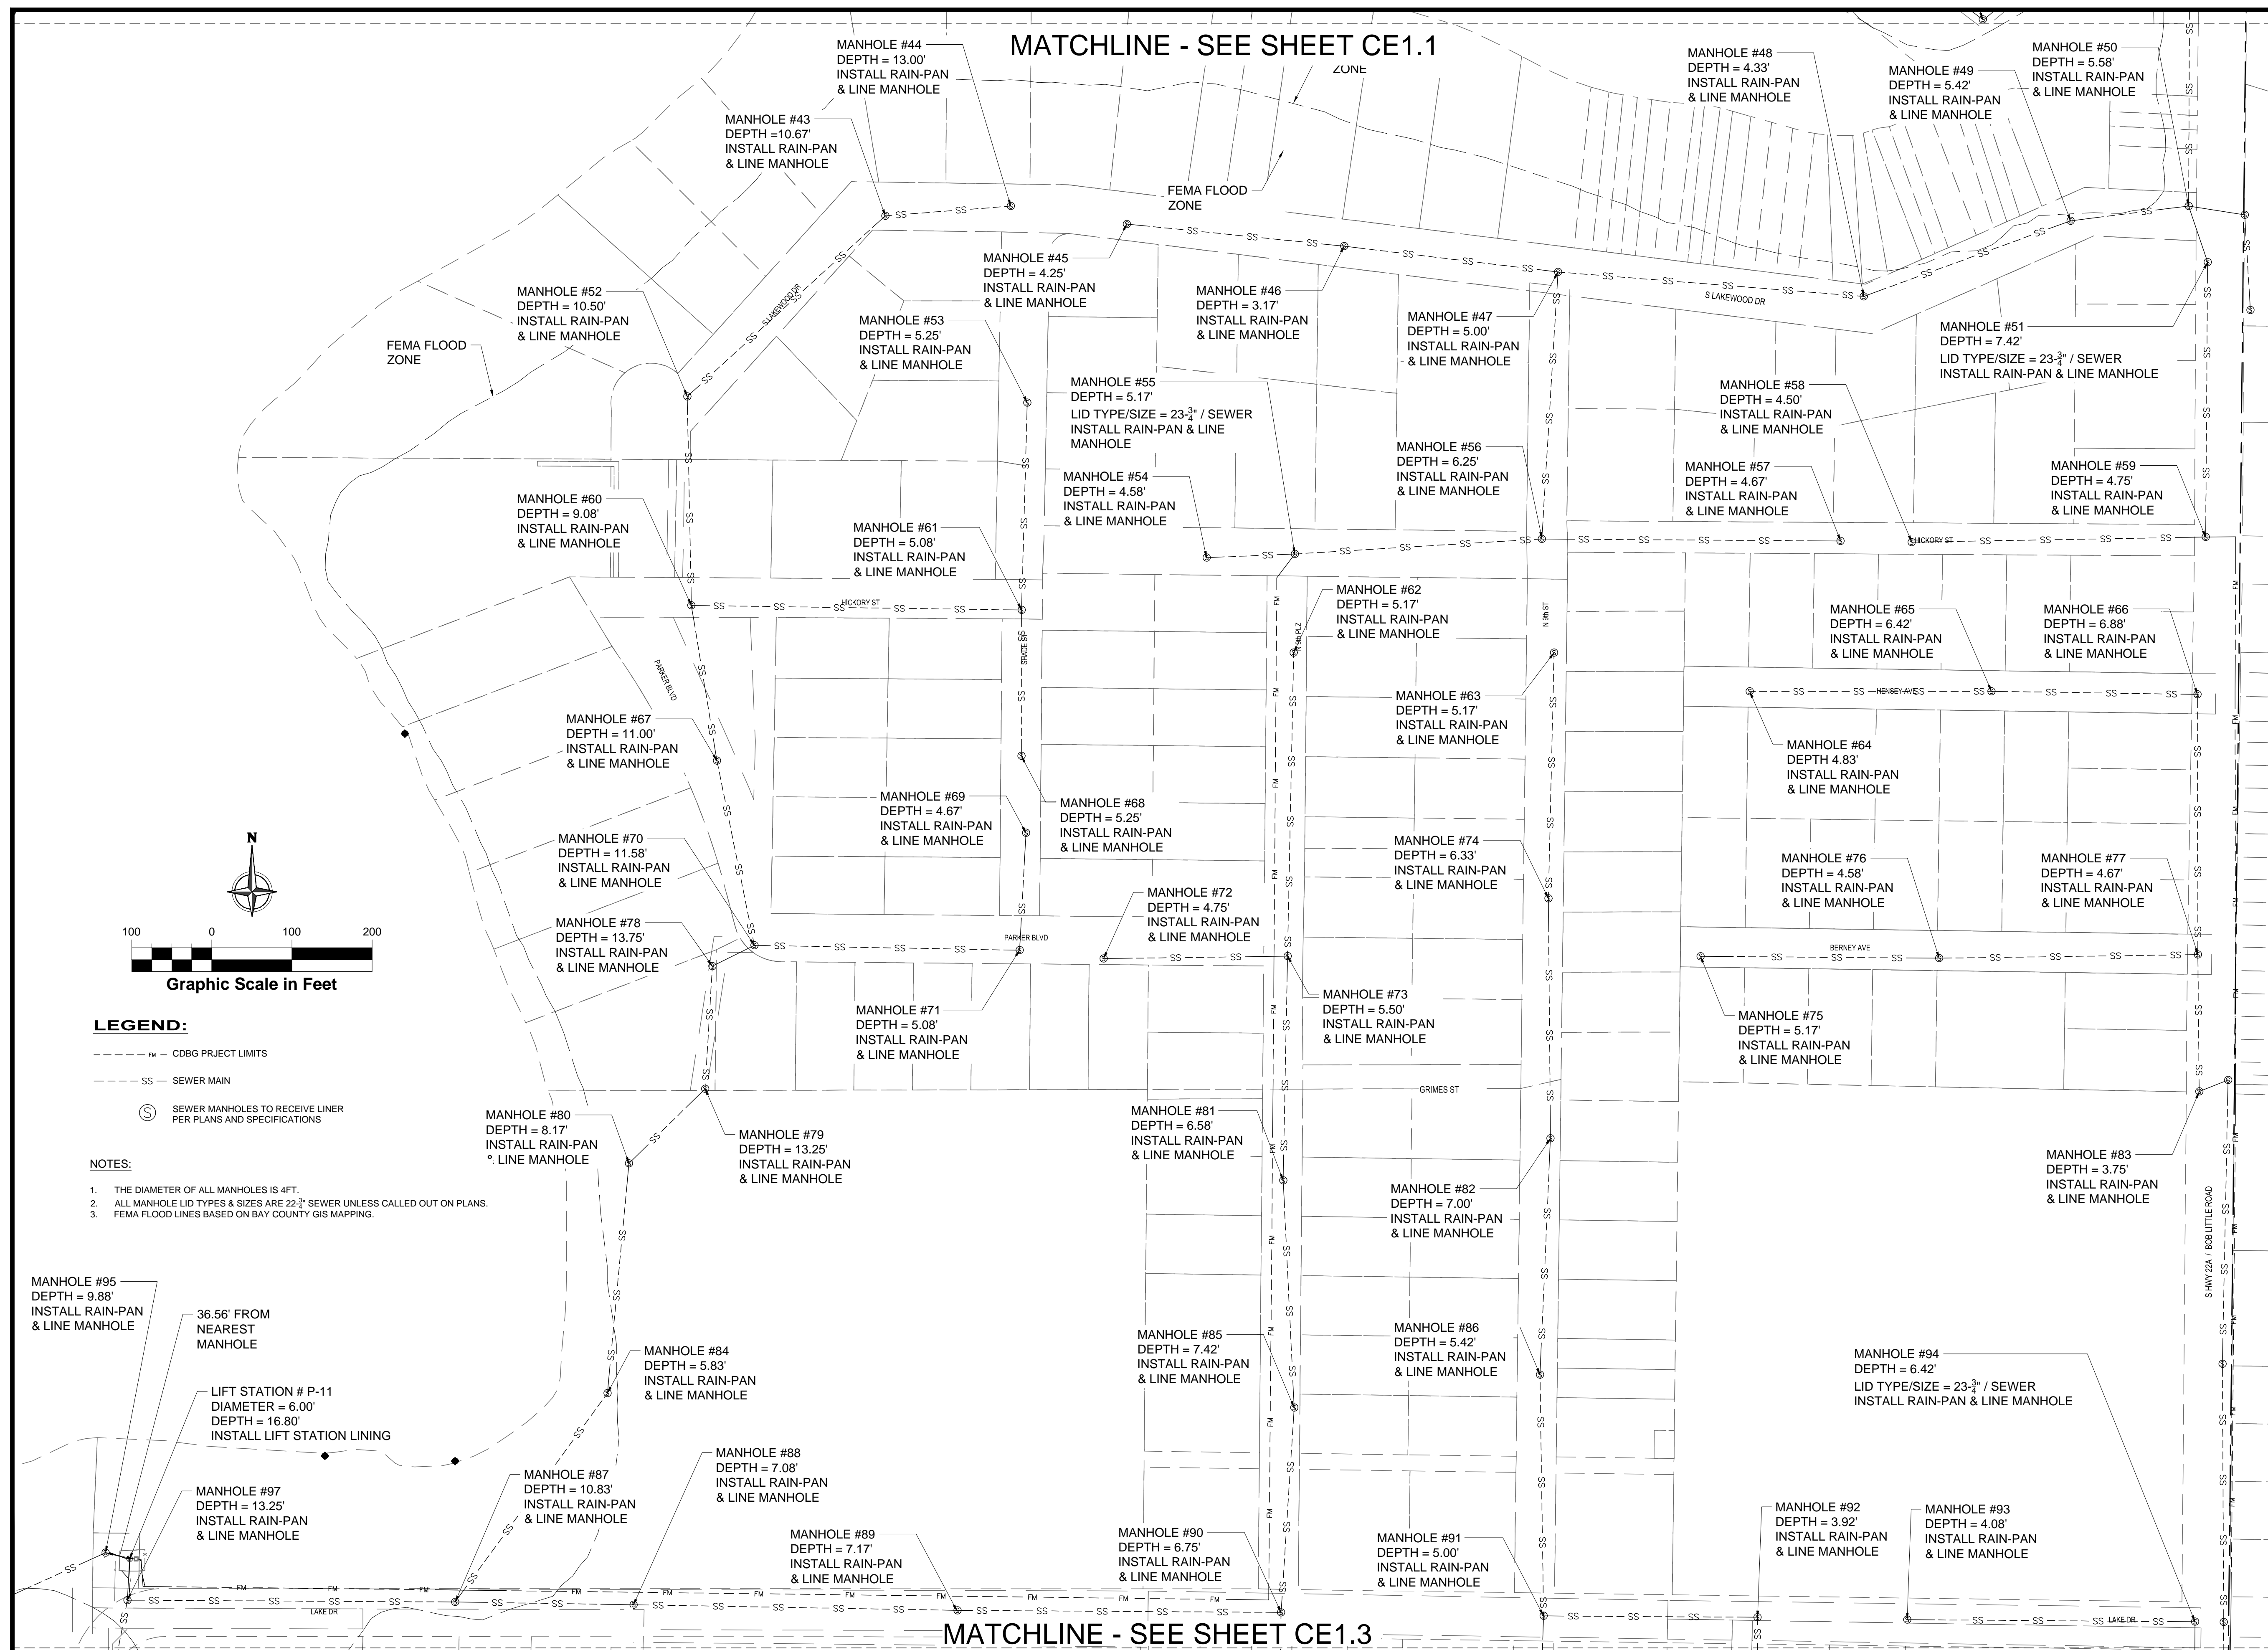 MATCHLINE - SEE SHEET CE1.1
ZONE
MANHOLE #44
DEPTH = 13.00'
INSTALL RAIN-PAN
& LINE MANHOLE
MANHOLE #48
DEPTH = 4.33'
INSTALL RAIN-PAN
& LINE MANHOLE
MANHOLE #49
DEPTH = 5.42'
INSTALL RAIN-PAN
& LINE MANHOLE
MANHOLE #50
DEPTH = 5.58'
INSTALL RAIN-PAN
& LINE MANHOLE
MANHOLE #43
DEPTH =10.67'
INSTALL RAIN-PAN
& LINE MANHOLE
FEMA FLOOD
ZONE
MANHOLE #45
DEPTH = 4.25'
INSTALL RAIN-PAN
& LINE MANHOLE
MANHOLE #46
DEPTH = 3.17'
INSTALL RAIN-PAN
& LINE MANHOLE
S LAKEWOOD DR
S LAKEWOOD DR
MANHOLE #52
DEPTH = 10.50'
INSTALL RAIN-PAN
& LINE MANHOLE
MANHOLE #53
DEPTH = 5.25'
INSTALL RAIN-PAN
& LINE MANHOLE
MANHOLE #47
DEPTH = 5.00'
INSTALL RAIN-PAN
& LINE MANHOLE
MANHOLE #51
DEPTH = 7.42'
LID TYPE/SIZE = 23-3/4" / SEWER
INSTALL RAIN-PAN & LINE MANHOLE
FEMA FLOOD
ZONE
MANHOLE #55
DEPTH = 5.17'
LID TYPE/SIZE = 23-3/4" / SEWER
INSTALL RAIN-PAN & LINE
MANHOLE
MANHOLE #58
DEPTH = 4.50'
INSTALL RAIN-PAN
& LINE MANHOLE
MANHOLE #54
DEPTH = 4.58'
INSTALL RAIN-PAN
& LINE MANHOLE
MANHOLE #56
DEPTH = 6.25'
INSTALL RAIN-PAN
& LINE MANHOLE
MANHOLE #57
DEPTH = 4.67'
INSTALL RAIN-PAN
& LINE MANHOLE
MANHOLE #59
DEPTH = 4.75'
INSTALL RAIN-PAN
& LINE MANHOLE
MANHOLE #60
DEPTH = 9.08'
INSTALL RAIN-PAN
& LINE MANHOLE
MANHOLE #61
DEPTH = 5.08'
INSTALL RAIN-PAN
& LINE MANHOLE
HICKORY ST
HICKORY ST
MANHOLE #62
DEPTH = 5.17'
INSTALL RAIN-PAN
& LINE MANHOLE
N 9th PLZ
N 9th ST
SHADE ST
PARKER BLVD
MANHOLE #65
DEPTH = 6.42'
INSTALL RAIN-PAN
& LINE MANHOLE
MANHOLE #66
DEPTH = 6.88'
INSTALL RAIN-PAN
& LINE MANHOLE
MANHOLE #63
DEPTH = 5.17'
INSTALL RAIN-PAN
& LINE MANHOLE
HENSEY AVE
MANHOLE #64
DEPTH 4.83'
INSTALL RAIN-PAN
& LINE MANHOLE
MANHOLE #67
DEPTH = 11.00'
INSTALL RAIN-PAN
& LINE MANHOLE
MANHOLE #69
DEPTH = 4.67'
INSTALL RAIN-PAN
& LINE MANHOLE
MANHOLE #68
DEPTH = 5.25'
INSTALL RAIN-PAN
& LINE MANHOLE
MANHOLE #70
DEPTH = 11.58'
INSTALL RAIN-PAN
& LINE MANHOLE
MANHOLE #74
DEPTH = 6.33'
INSTALL RAIN-PAN
& LINE MANHOLE
MANHOLE #76
DEPTH = 4.58'
INSTALL RAIN-PAN
& LINE MANHOLE
MANHOLE #77
DEPTH = 4.67'
INSTALL RAIN-PAN
& LINE MANHOLE
MANHOLE #72
DEPTH = 4.75'
INSTALL RAIN-PAN
& LINE MANHOLE
MANHOLE #78
DEPTH = 13.75'
INSTALL RAIN-PAN
& LINE MANHOLE
PARKER BLVD
BERNEY AVE
N
100 0 100 200
Graphic Scale in Feet
MANHOLE #71
DEPTH = 5.08'
INSTALL RAIN-PAN
& LINE MANHOLE
MANHOLE #73
DEPTH = 5.50'
INSTALL RAIN-PAN
& LINE MANHOLE
MANHOLE #75
DEPTH = 5.17'
INSTALL RAIN-PAN
& LINE MANHOLE
LEGEND:
FM CDBG PRJECT LIMITS
SS SEWER MAIN
S SEWER MANHOLES TO RECEIVE LINER
PER PLANS AND SPECIFICATIONS
GRIMES ST
MANHOLE #80
DEPTH = 8.17'
INSTALL RAIN-PAN
LINE MANHOLE
MANHOLE #79
DEPTH = 13.25'
INSTALL RAIN-PAN
& LINE MANHOLE
MANHOLE #81
DEPTH = 6.58'
INSTALL RAIN-PAN
& LINE MANHOLE
MANHOLE #82
DEPTH = 7.00'
INSTALL RAIN-PAN
& LINE MANHOLE
MANHOLE #83
DEPTH = 3.75'
INSTALL RAIN-PAN
& LINE MANHOLE
S HWY 22A / BOB LITTLE ROAD
NOTES:
1. THE DIAMETER OF ALL MANHOLES IS 4FT.
2. ALL MANHOLE LID TYPES & SIZES ARE 22-3/4" SEWER UNLESS CALLED OUT ON PLANS.
3. FEMA FLOOD LINES BASED ON BAY COUNTY GIS MAPPING.
MANHOLE #95
DEPTH = 9.88'
INSTALL RAIN-PAN
& LINE MANHOLE
36.56' FROM
NEAREST
MANHOLE
LIFT STATION # P-11
DIAMETER = 6.00'
DEPTH = 16.80'
INSTALL LIFT STATION LINING
MANHOLE #84
DEPTH = 5.83'
INSTALL RAIN-PAN
& LINE MANHOLE
MANHOLE #85
DEPTH = 7.42'
INSTALL RAIN-PAN
& LINE MANHOLE
MANHOLE #86
DEPTH = 5.42'
INSTALL RAIN-PAN
& LINE MANHOLE
MANHOLE #94
DEPTH = 6.42'
LID TYPE/SIZE = 23-3/4" / SEWER
INSTALL RAIN-PAN & LINE MANHOLE
MANHOLE #97
DEPTH = 13.25'
INSTALL RAIN-PAN
& LINE MANHOLE
MANHOLE #87
DEPTH = 10.83'
INSTALL RAIN-PAN
& LINE MANHOLE
MANHOLE #88
DEPTH = 7.08'
INSTALL RAIN-PAN
& LINE MANHOLE
MANHOLE #89
DEPTH = 7.17'
INSTALL RAIN-PAN
& LINE MANHOLE
MANHOLE #90
DEPTH = 6.75'
INSTALL RAIN-PAN
& LINE MANHOLE
MANHOLE #91
DEPTH = 5.00'
INSTALL RAIN-PAN
& LINE MANHOLE
MANHOLE #92
DEPTH = 3.92'
INSTALL RAIN-PAN
& LINE MANHOLE
MANHOLE #93
DEPTH = 4.08'
INSTALL RAIN-PAN
& LINE MANHOLE
LAKE DR
LAKE DR
MATCHLINE - SEE SHEET CE1.3